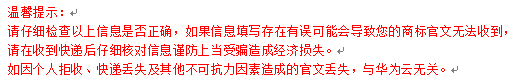 温馨提示：
请仔细检查以上信息是否正确，如果信息填写存在有误可能会导致您的商标官文无法收到，
请在收到快递后仔细核对信息谨防上当受骗造成经济损失。
如因个人拒收、快递丢失及其他不可抗力因素造成的官文丢失，与华为云无关。